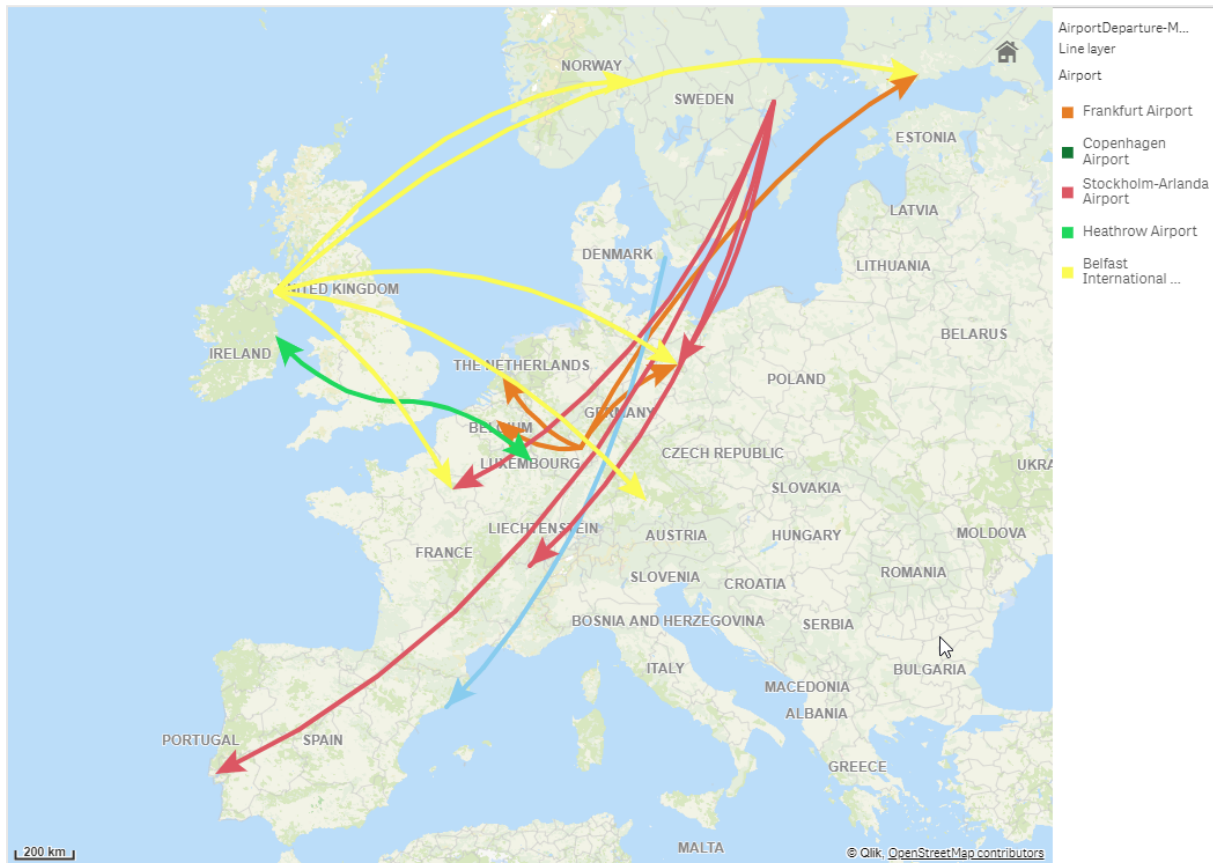 NORWAY
SWEDEN
ESTONIA
LATVIA
DENMARK
LITHUANIA
UNITED KINGDOM
BELARUS
IRELAND
THE NETHERLANDS
POLAND
GERMANY
BELGIUM
CZECH REPUBLIC
LUXEMBOURG
UKRA
SLOVAKIA
LIECHTENSTEIN
AUSTRIA
HUNGARY
MOLDOVA
FRANCE
ROMANIA
SLOVENIA
CROATIA
BOSNIA AND HERZEGOVINA
SERBIA
ITALY
BULGARIA
MACEDONIA
ALBANIA
PORTUGAL
SPAIN
GREECE
MALTA
200 km
© Qlik, OpenStreetMap contributors
AirportDeparture-M...
Line layer
Airport
Frankfurt Airport
Copenhagen
Airport
Stockholm-Arlanda
Airport
Heathrow Airport
Belfast
International ...